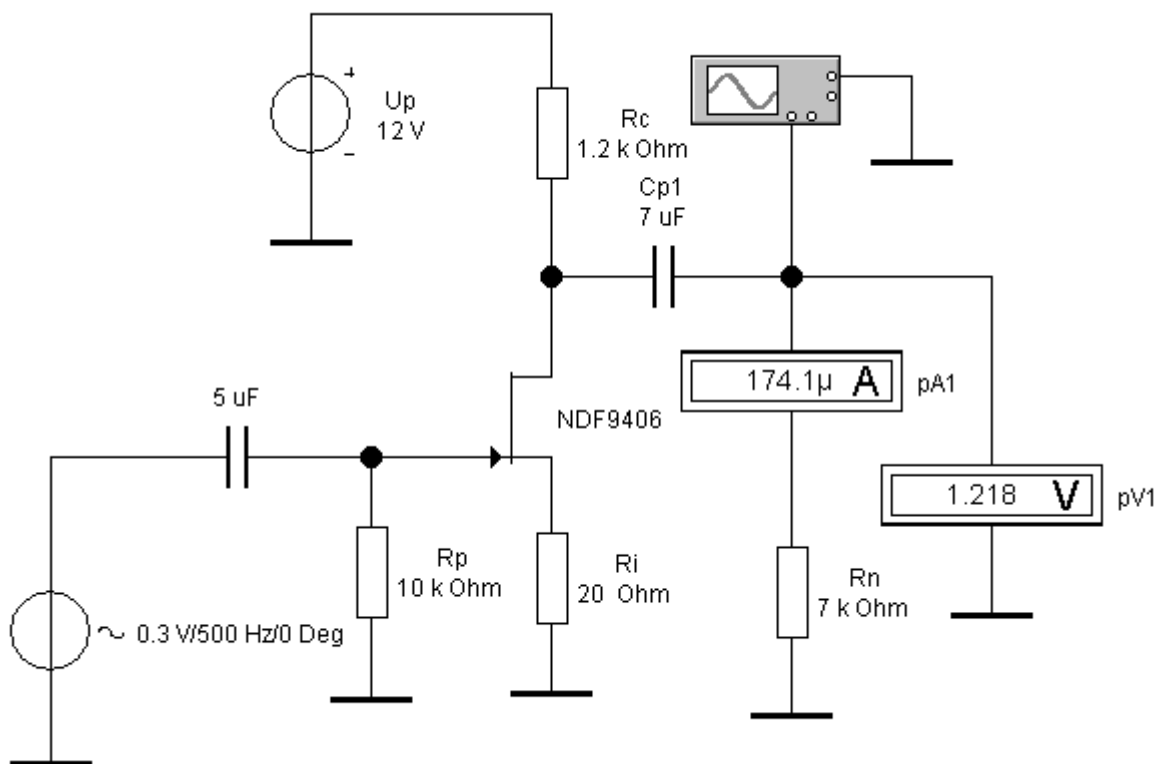 +
Up
12 V
−
Rc
1.2 k Ohm
Cp1
7 uF
174.1µ A
pA1
5 uF
NDF9406
1.218 V
pV1
Rp
10 k Ohm
Ri
20 Ohm
Rn
7 k Ohm
~ 0.3 V/500 Hz/0 Deg